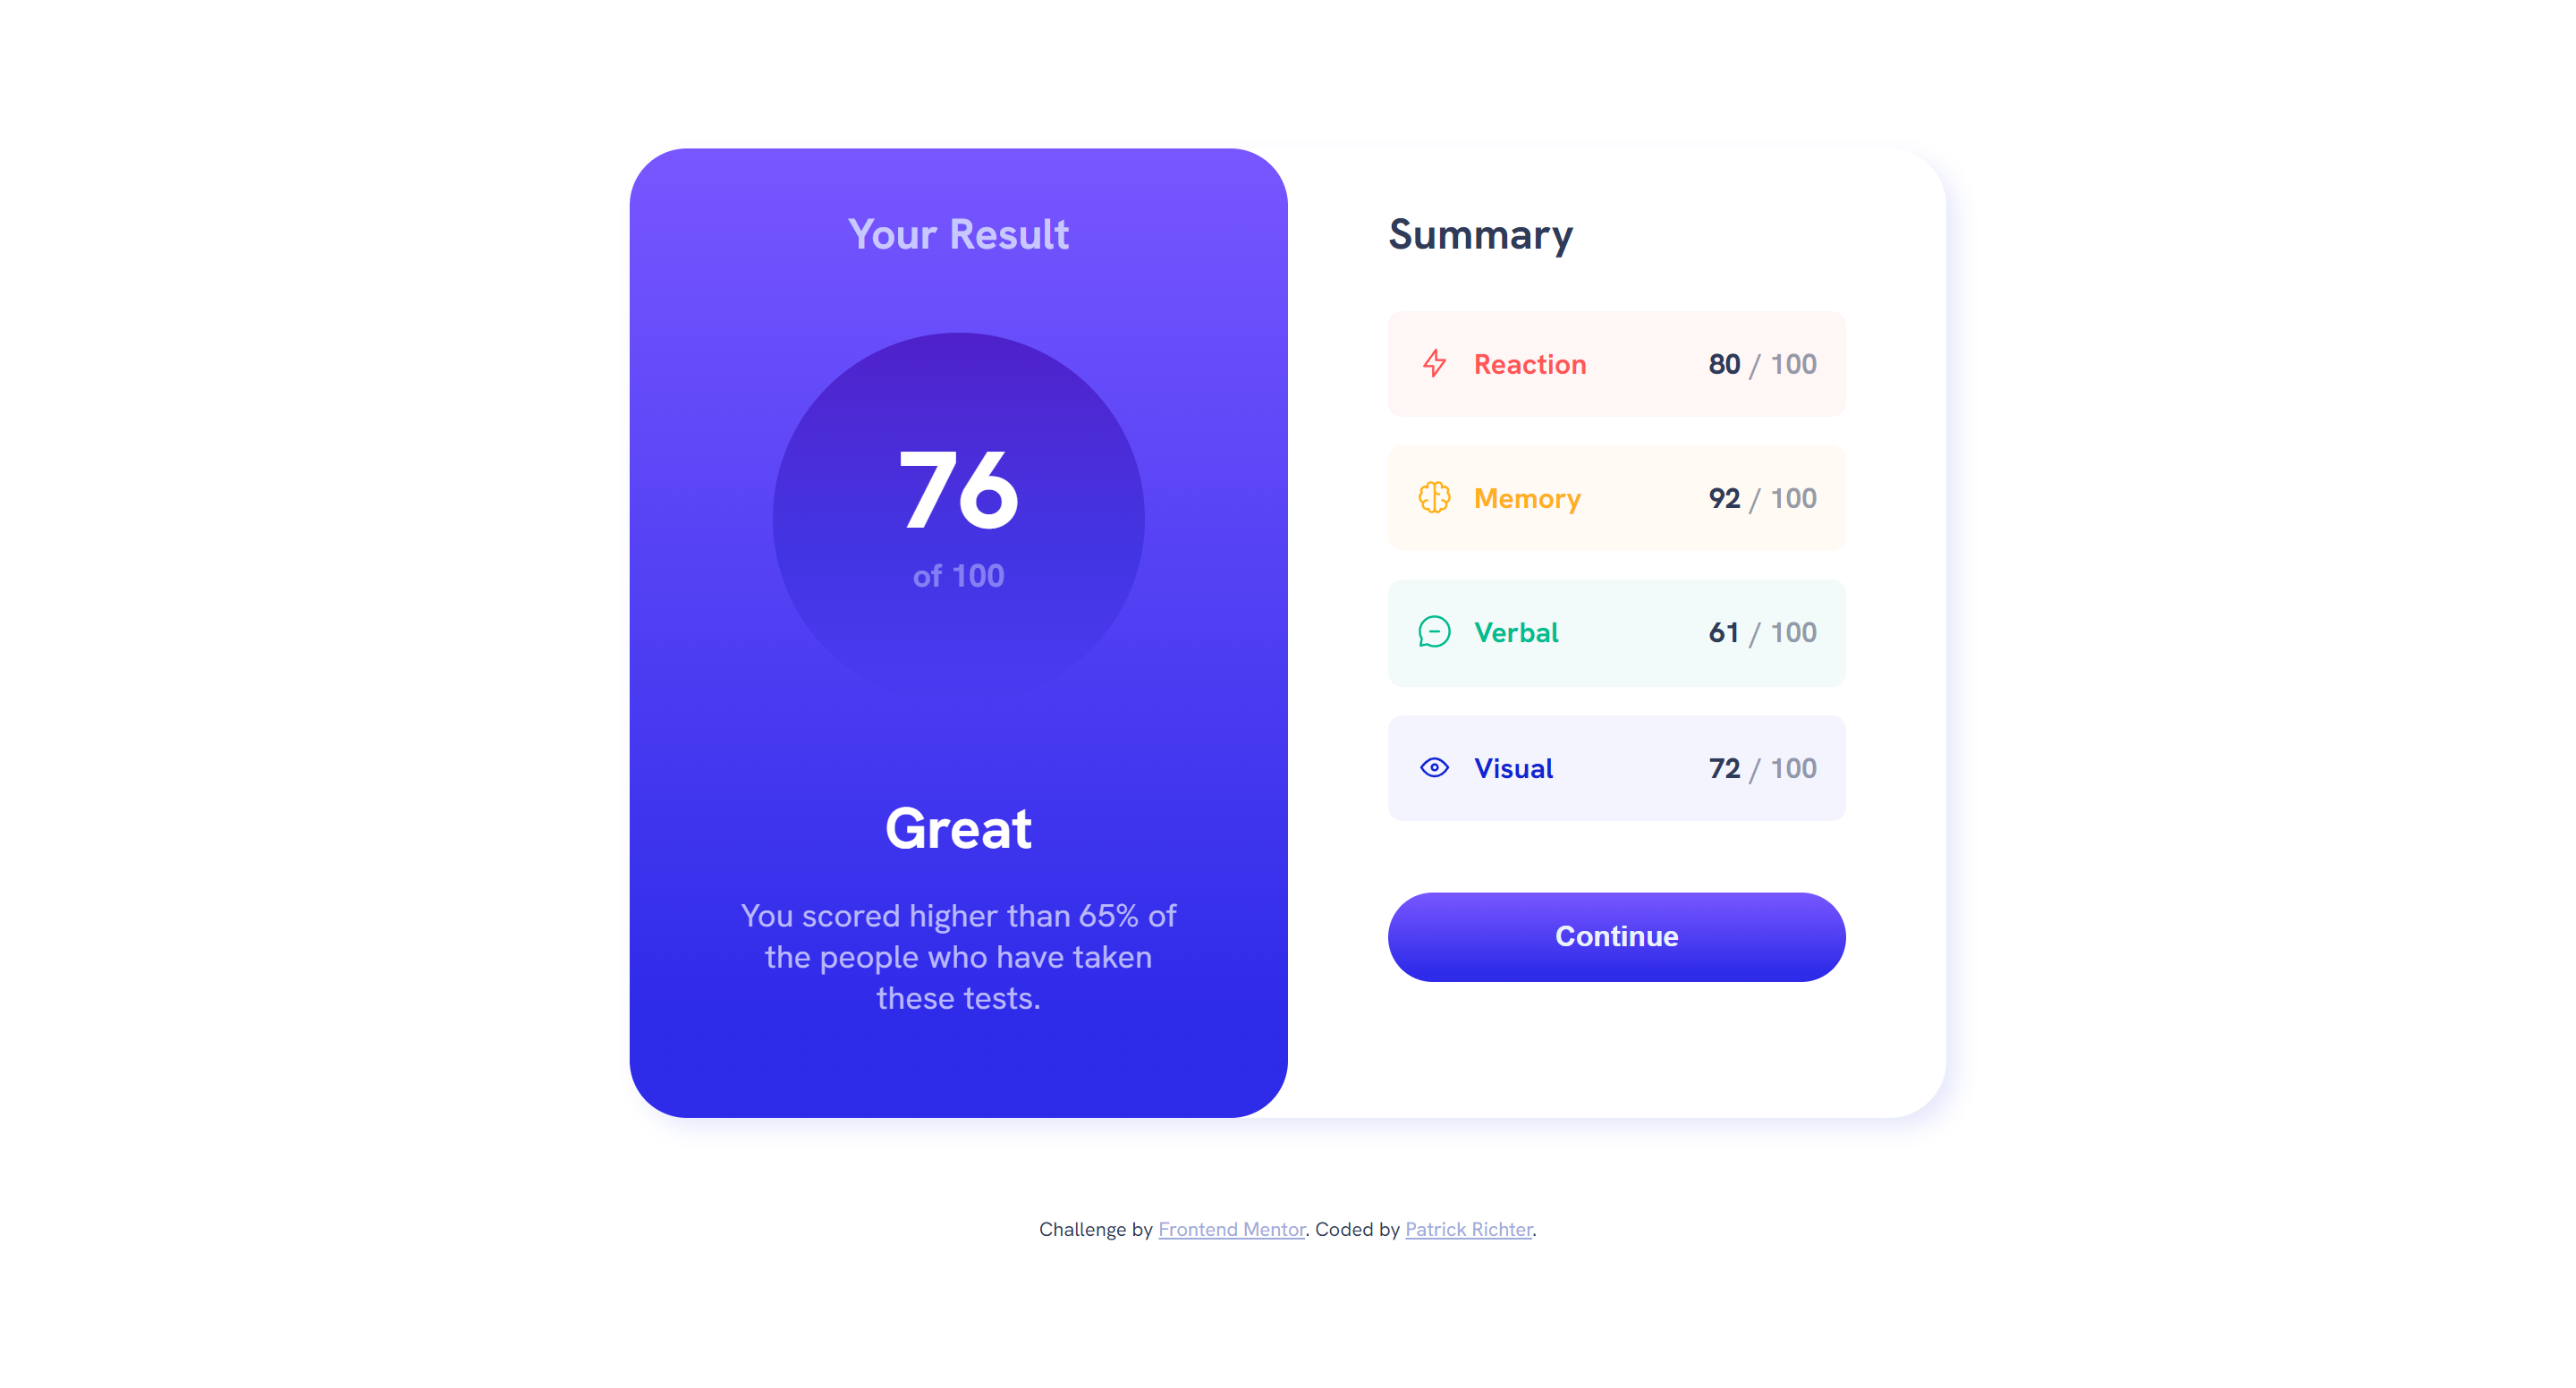 Your Result
76
of 100
Great
You scored higher than 65% of
the people who have taken
these tests.
Summary
Reaction 80 / 100
Memory 92 / 100
Verbal 61 / 100
Visual 72 / 100
Continue
Challenge by Frontend Mentor. Coded by Patrick Richter.